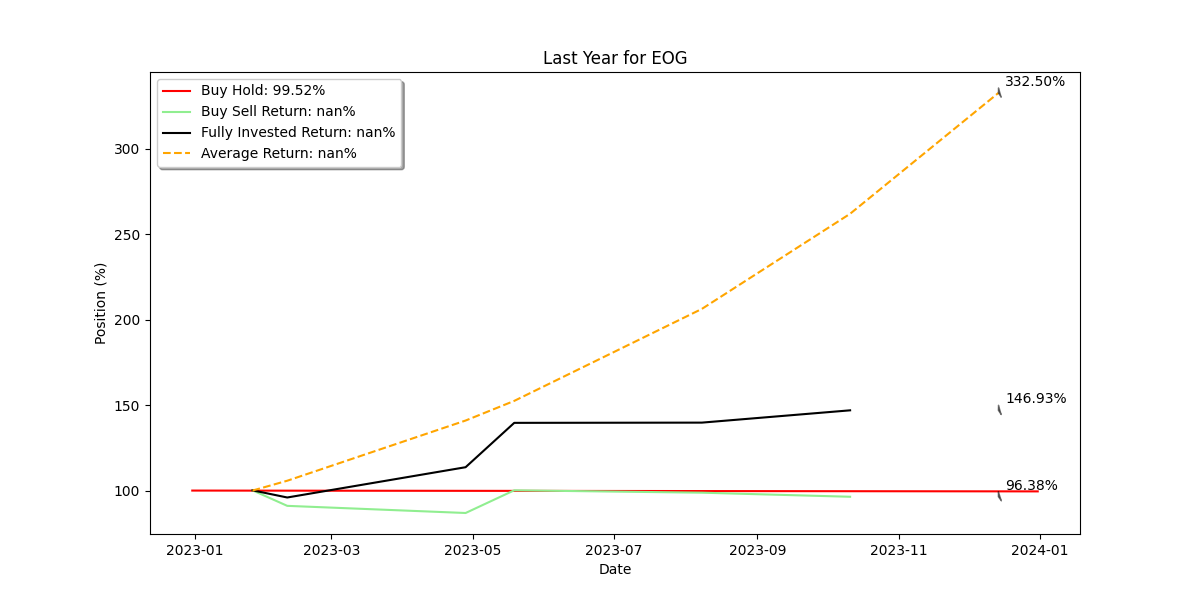 Last Year for EOG
Buy Hold: 99.52%
Buy Sell Return: nan%
Fully Invested Return: nan%
Average Return: nan%
332.50%
146.93%
96.38%
Position (%)
300
250
200
150
100
2023-01
2023-03
2023-05
2023-07
2023-09
2023-11
2024-01
Date